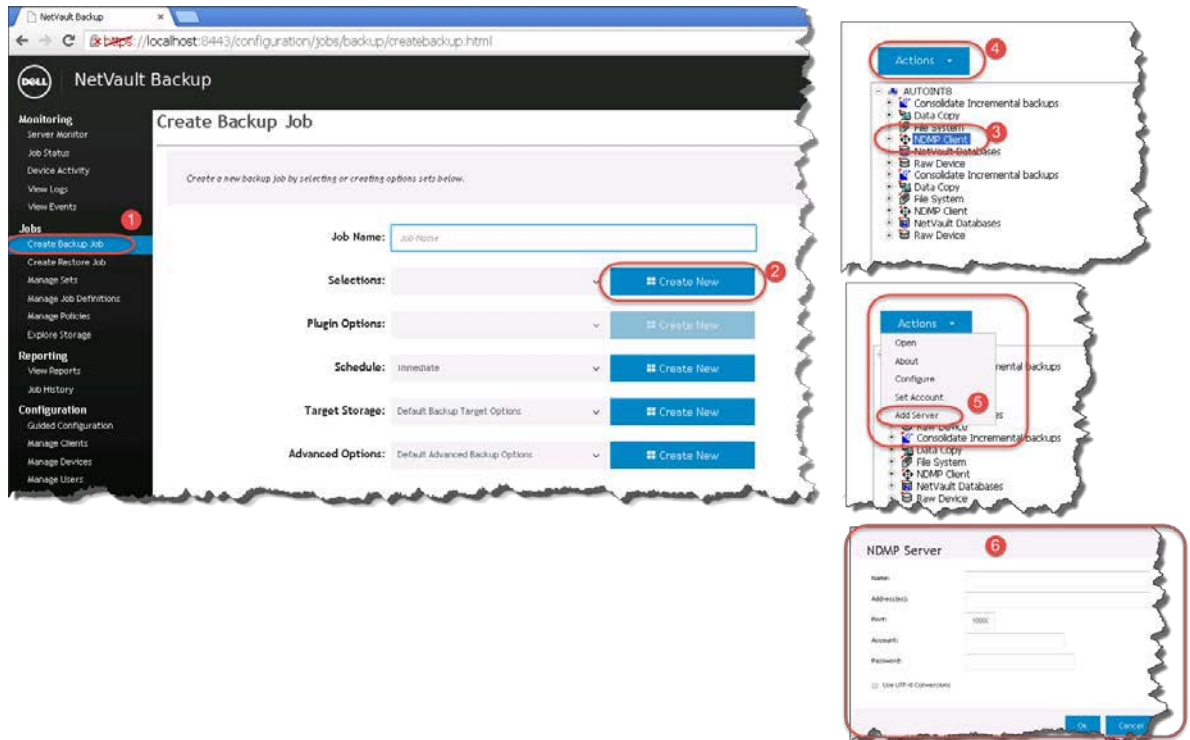 NetVault Backup
https://localhost:8443/configuration/jobs/backup/createbackup.html
DELL
NetVault Backup
Monitoring
Server Monitor
Job Status
Device Activity
View Logs
View Events
1
Jobs
Create Backup Job
Create Restore Job
Manage Sets
Manage Job Definitions
Manage Policies
Explore Storage
Reporting
View Reports
Job History
Configuration
Guided Configuration
Manage Clients
Manage Devices
Manage Users
Create Backup Job
Create a new backup job by selecting or creating options sets below.
Job Name: Job Name
Selections: Create New 2
Plugin Options: Create New
Schedule: Immediate Create New
Target Storage: Default Backup Target Options Create New
Advanced Options: Default Advanced Backup Options Create New
Actions 4
AUTOINT8
Consolidate Incremental backups
Data Copy
File System
NDMP Client 3
NetVault Databases
Raw Device
Consolidate Incremental backups
Data Copy
File System
NDMP Client
NetVault Databases
Raw Device
Actions
Open
About
mental backups
Configure
Set Account
Add Server 5
es
Raw Device
Consolidate Incremental backups
Data Copy
File System
NDMP Client
NetVault Databases
Raw Device
NDMP Server 6
Name:
Address(es):
Port: 10000
Account:
Password:
Use UTF-8 Conversions
Ok Cancel